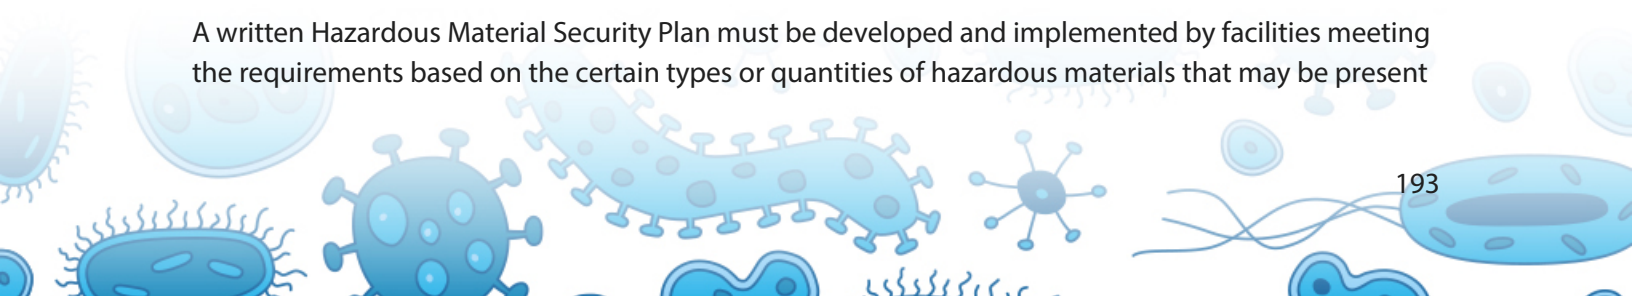 A written Hazardous Material Security Plan must be developed and implemented by facilities meeting
the requirements based on the certain types or quantities of hazardous materials that may be present
193